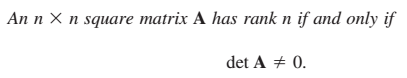 An n × n square matrix A has rank n if and only if
det A ≠ 0.